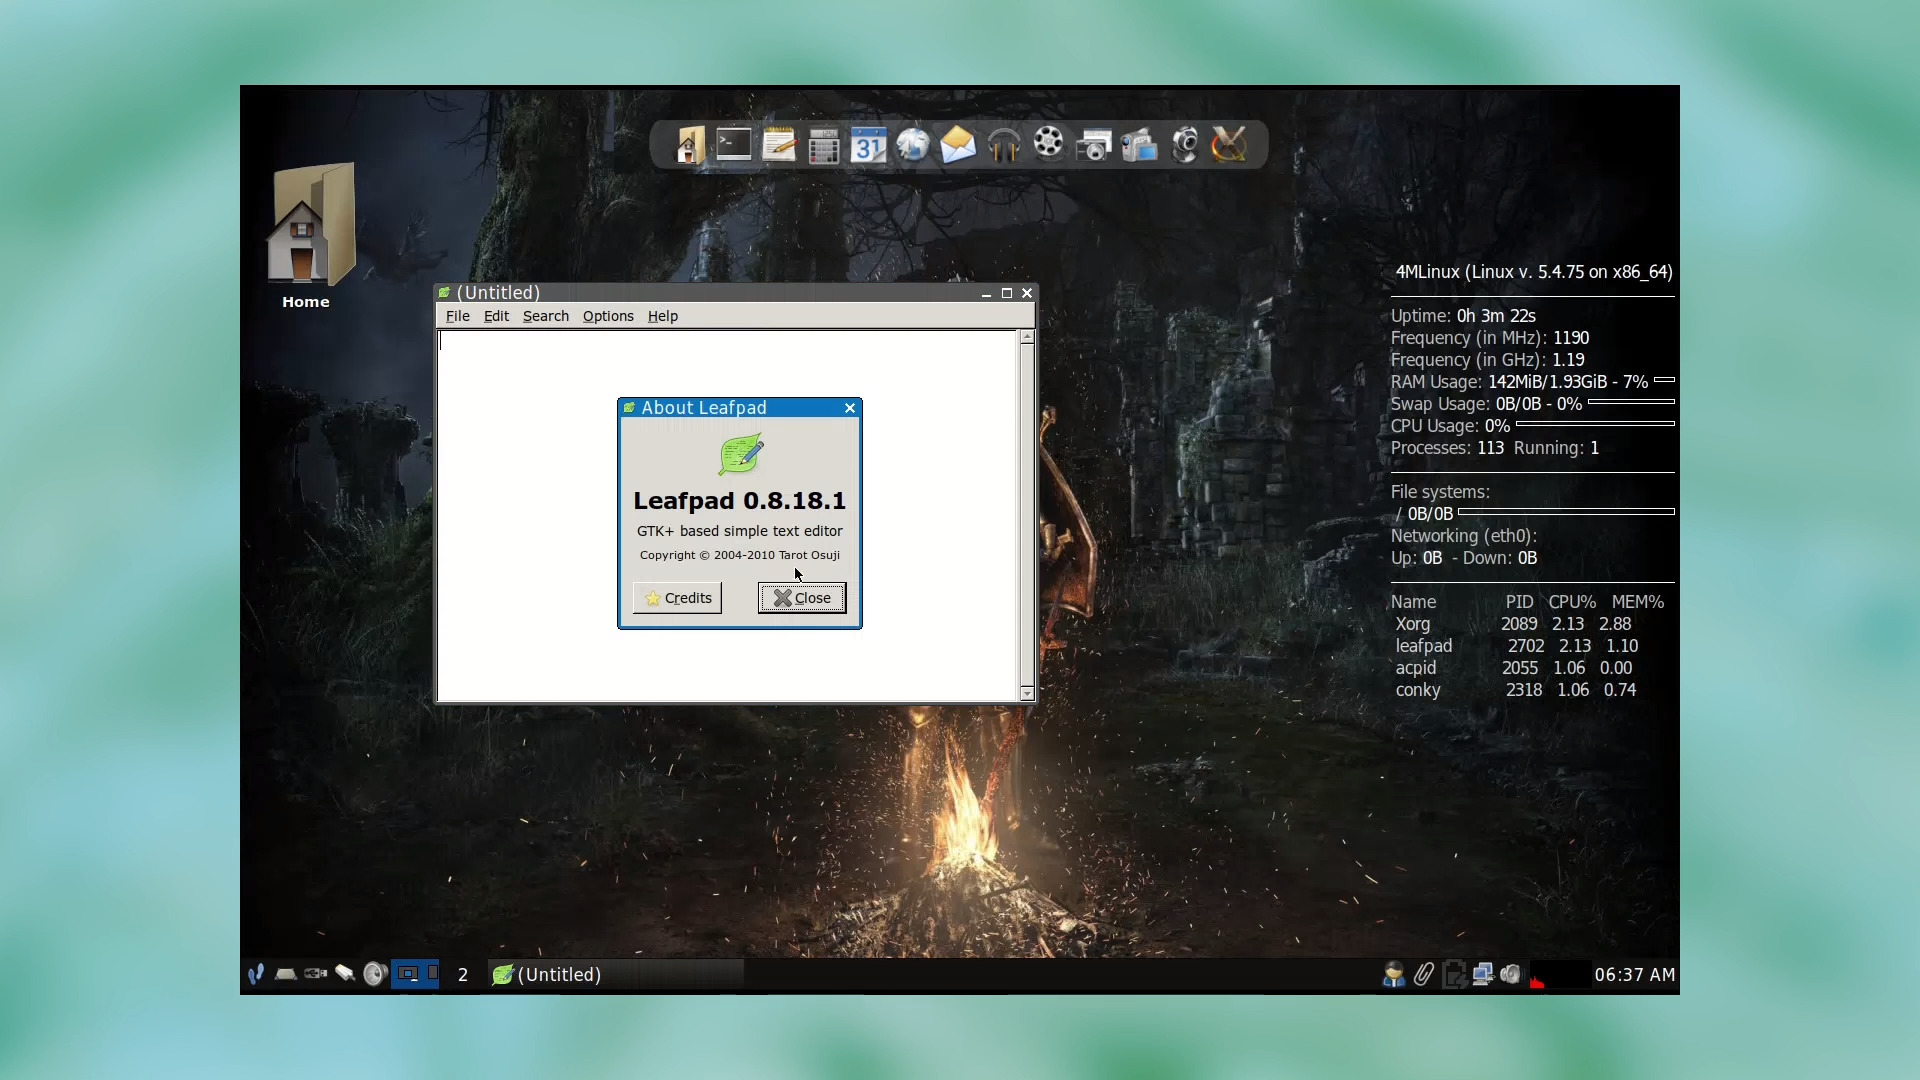 31
Home
(Untitled)
File Edit Search Options Help
About Leafpad
Leafpad 0.8.18.1
GTK+ based simple text editor
Copyright © 2004-2010 Tarot Osuji
Credits Close
4MLinux (Linux v. 5.4.75 on x86_64)
Uptime: 0h 3m 22s
Frequency (in MHz): 1190
Frequency (in GHz): 1.19
RAM Usage: 142MiB/1.93GiB - 7%
Swap Usage: 0B/0B - 0%
CPU Usage: 0%
Processes: 113 Running: 1
File systems:
/ 0B/0B
Networking (eth0):
Up: 0B - Down: 0B
Name PID CPU% MEM%
Xorg 2089 2.13 2.88
leafpad 2702 2.13 1.10
acpid 2055 1.06 0.00
conky 2318 1.06 0.74
2 (Untitled) 06:37 AM